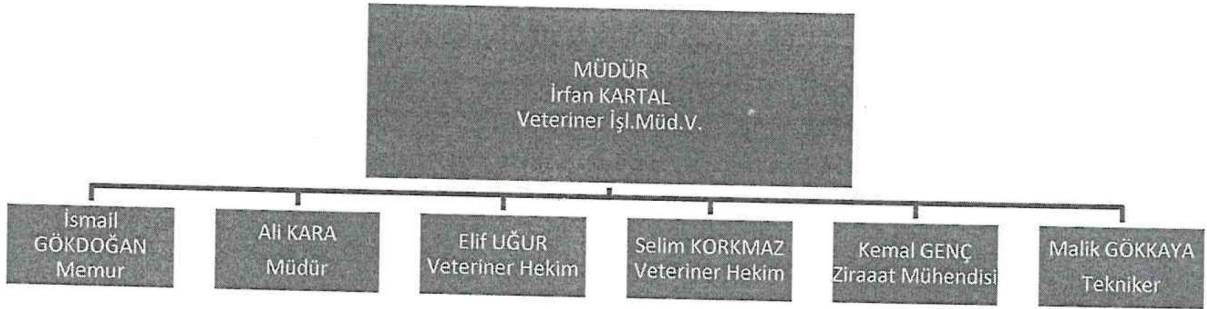 MÜDÜR
İrfan KARTAL
Veteriner İşl.Müd.V.
İsmail
GÖKDOĞAN
Memur
Ali KARA
Müdür
Elif UĞUR
Veteriner Hekim
Selim KORKMAZ
Veteriner Hekim
Kemal GENÇ
Ziraaat Mühendisi
Malik GÖKKAYA
Tekniker